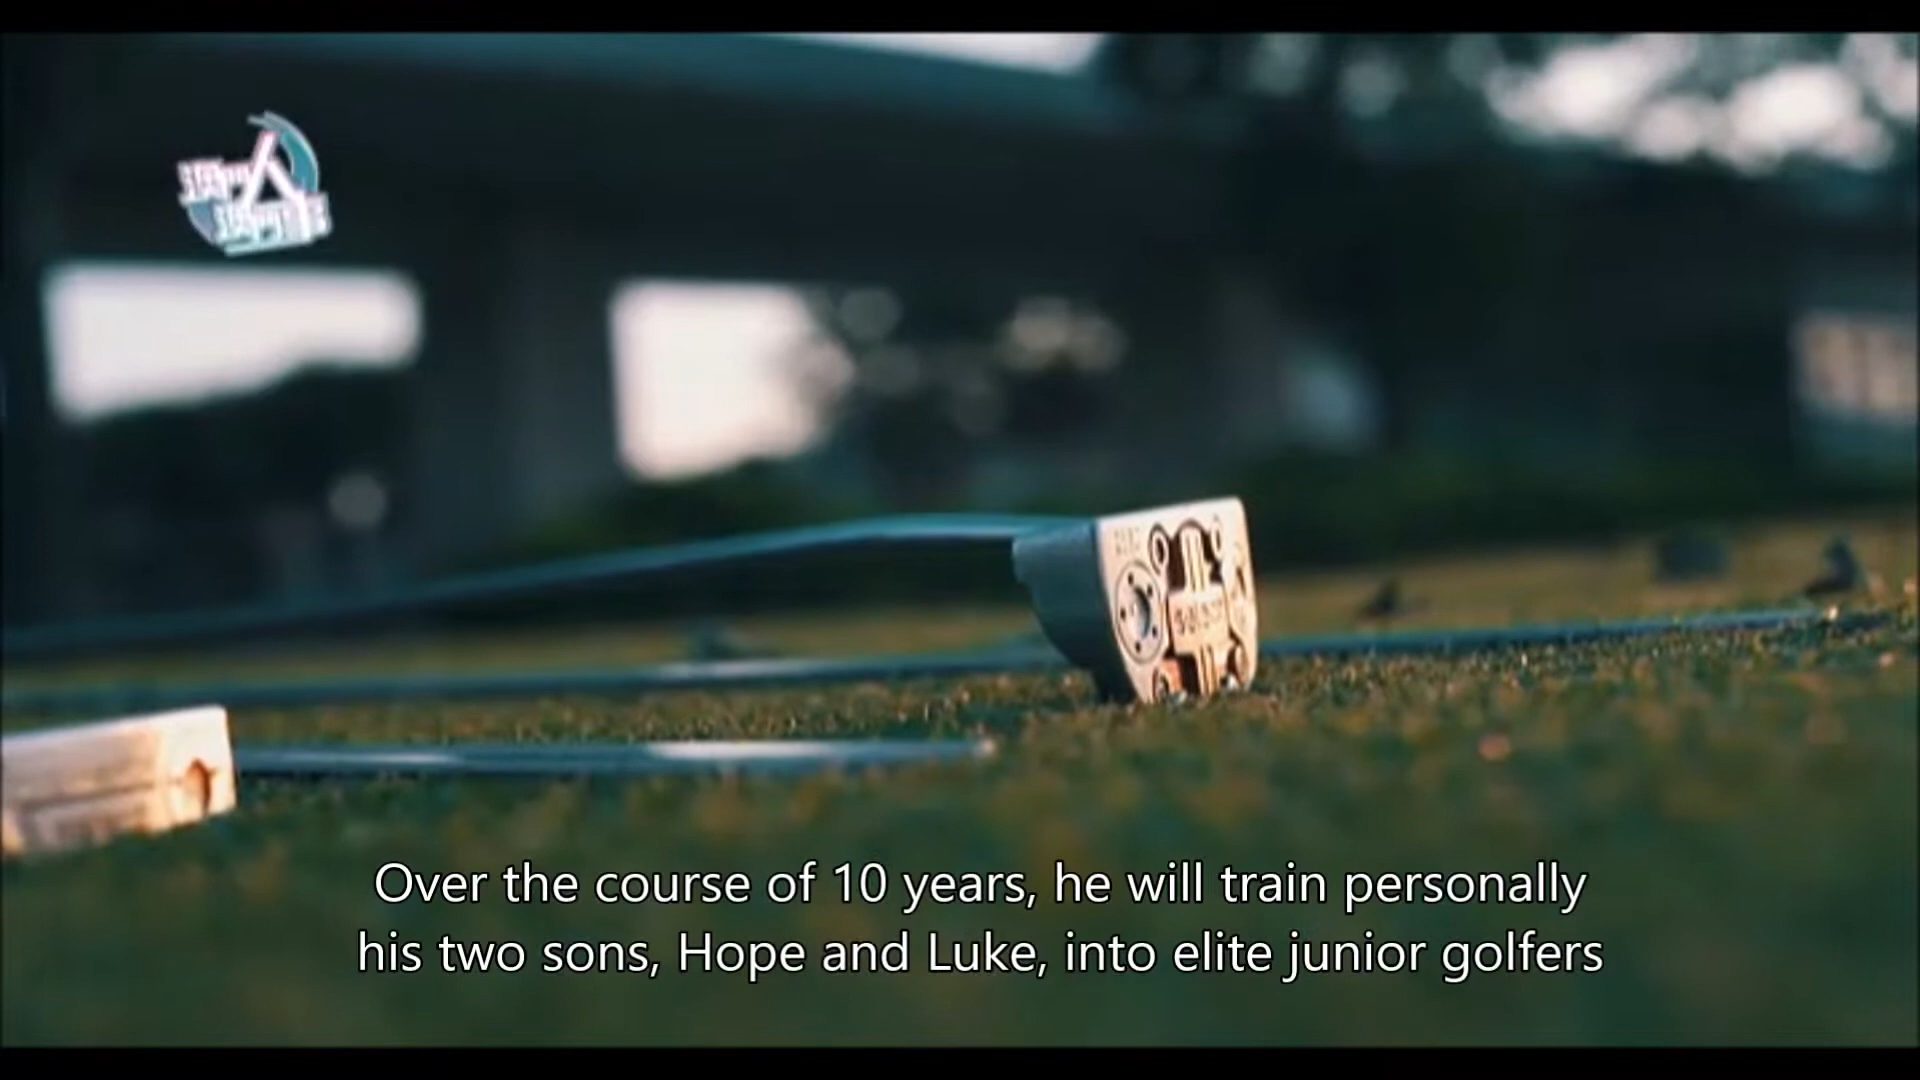 Over the course of 10 years, he will train personally
his two sons, Hope and Luke, into elite junior golfers